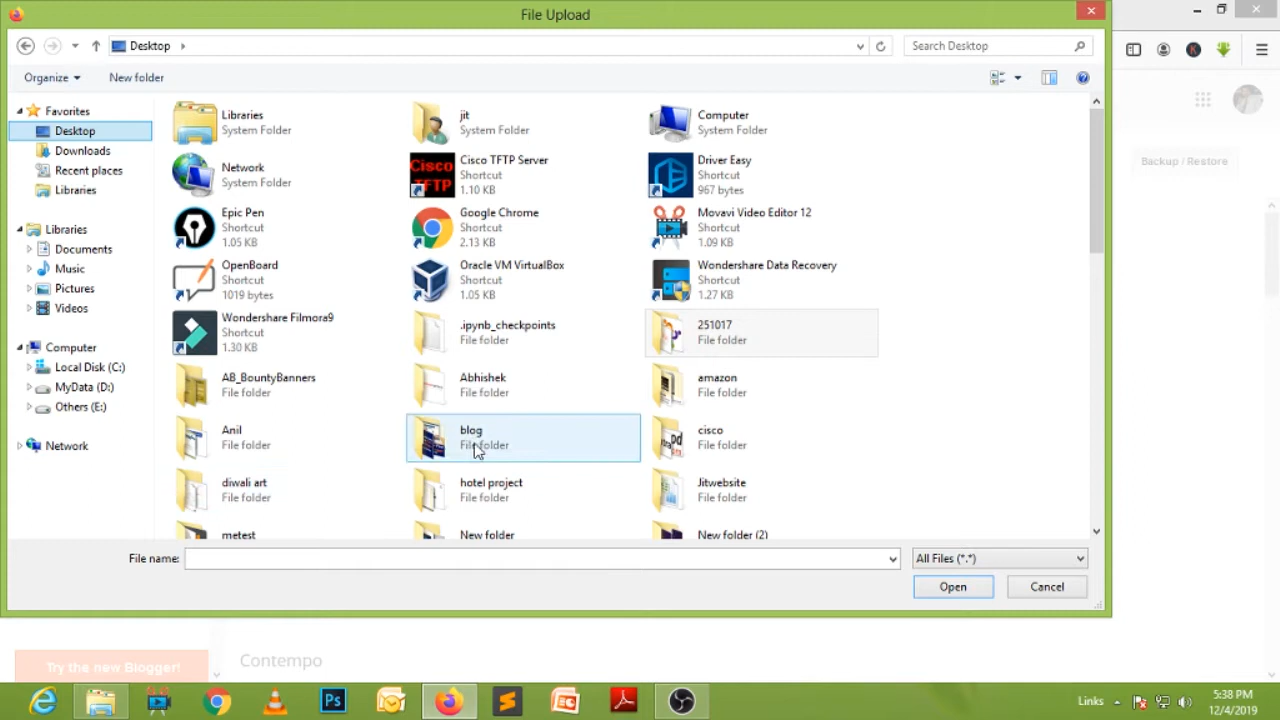 File Upload
Desktop
Search Desktop
Organize
New folder
Favorites
Desktop
Downloads
Recent places
Libraries
Libraries
Documents
Music
Pictures
Videos
Computer
Local Disk (C:)
MyData (D:)
Others (E:)
Network
Libraries
System Folder
jit
System Folder
Computer
System Folder
Network
System Folder
Cisco
TFTP
Cisco TFTP Server
Shortcut
1.10 KB
Driver Easy
Shortcut
967 bytes
Epic Pen
Shortcut
1.05 KB
Google Chrome
Shortcut
2.13 KB
Movavi Video Editor 12
Shortcut
1.09 KB
OpenBoard
Shortcut
1019 bytes
Oracle VM VirtualBox
Shortcut
1.05 KB
Wondershare Data Recovery
Shortcut
1.27 KB
Wondershare Filmora9
Shortcut
1.30 KB
.ipynb_checkpoints
File folder
251017
File folder
AB_BountyBanners
File folder
Abhishek
File folder
amazon
File folder
Anil
File folder
blog
File folder
cisco
File folder
diwali art
File folder
hotel project
File folder
Jitwebsite
File folder
metest
New folder
New folder (2)
File name:
All Files (*.*)
Open
Cancel
K
Backup / Restore
Try the new Blogger!
Contempo
Ps
Links
5:38 PM
12/4/2019